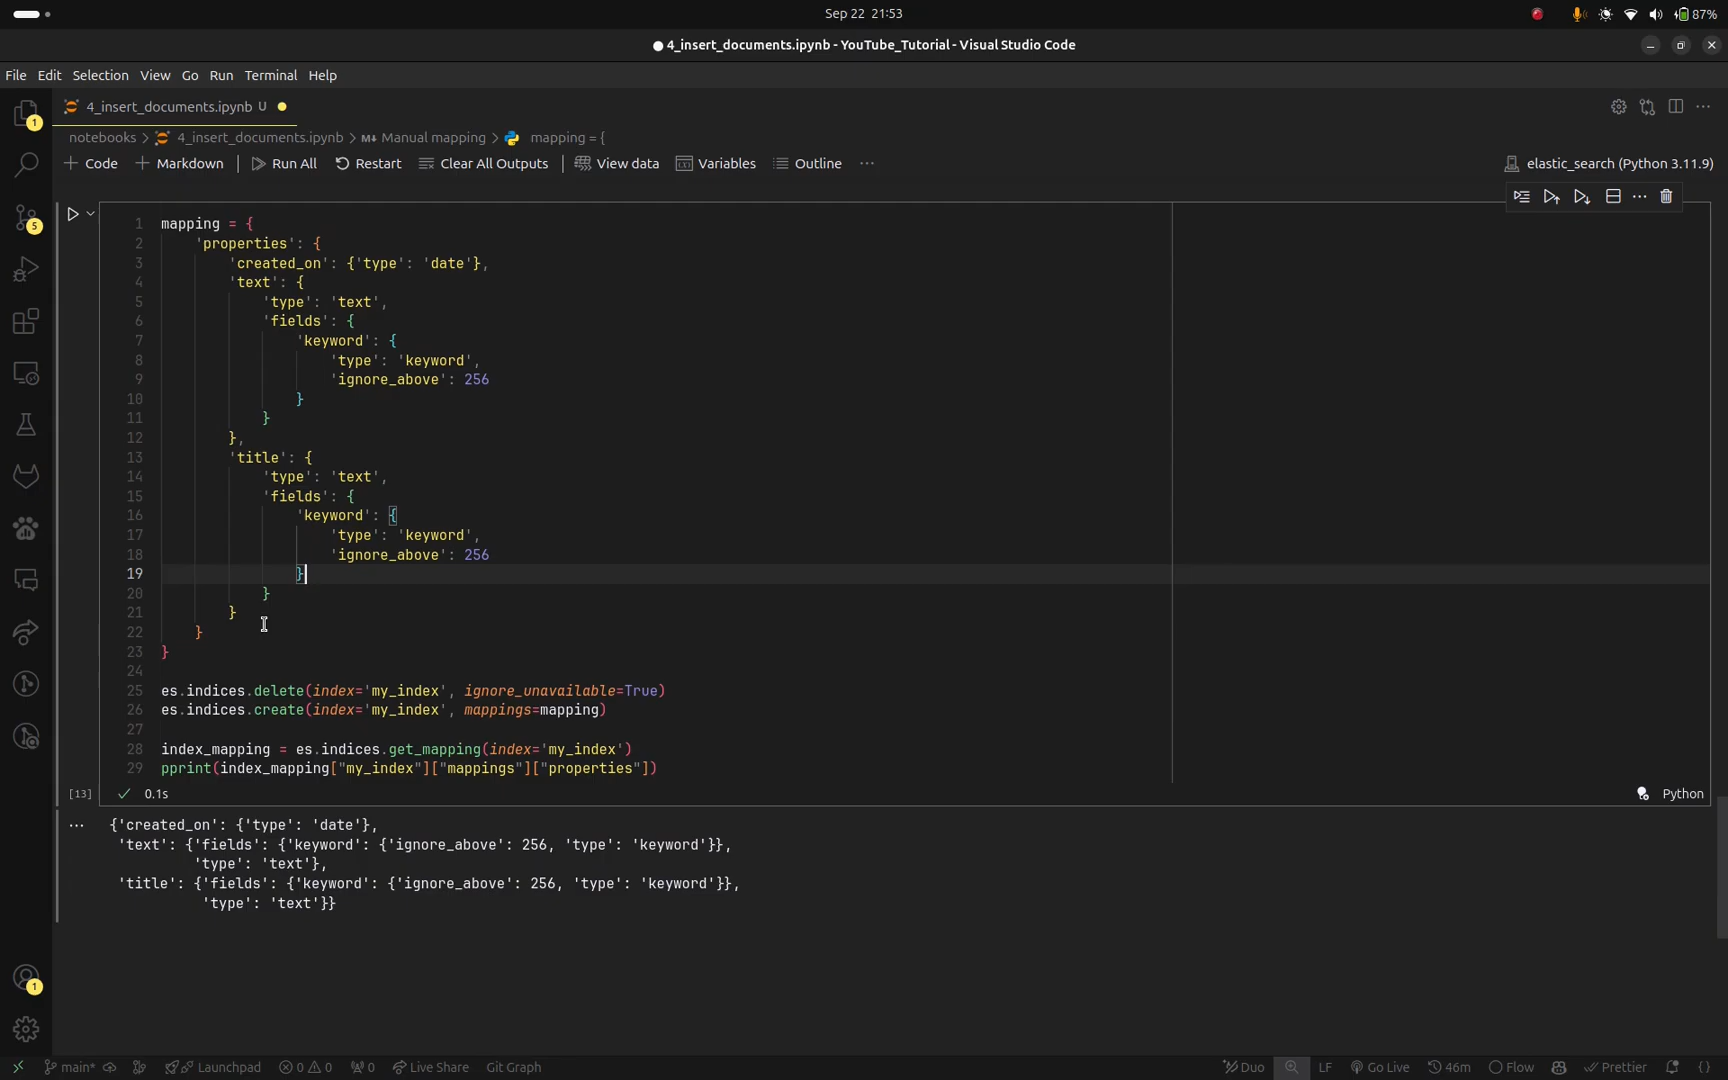 Sep 22 21:53
87%
● 4_insert_documents.ipynb - YouTube_Tutorial - Visual Studio Code
File Edit Selection View Go Run Terminal Help
4_insert_documents.ipynb U
notebooks > 4_insert_documents.ipynb > M↓ Manual mapping > mapping = {
+ Code + Markdown | Run All Restart Clear All Outputs | View data Variables Outline ...
elastic_search (Python 3.11.9)
1 mapping = {
2     'properties': {
3         'created_on': {'type': 'date'},
4         'text': {
5             'type': 'text',
6             'fields': {
7                 'keyword': {
8                     'type': 'keyword',
9                     'ignore_above': 256
10                 }
11             }
12         },
13         'title': {
14             'type': 'text',
15             'fields': {
16                 'keyword': {
17                     'type': 'keyword',
18                     'ignore_above': 256
19                 }
20             }
21         }
22     }
23 }
24
25 es.indices.delete(index='my_index', ignore_unavailable=True)
26 es.indices.create(index='my_index', mappings=mapping)
27
28 index_mapping = es.indices.get_mapping(index='my_index')
29 pprint(index_mapping["my_index"]["mappings"]["properties"])
[13] ✓ 0.1s
Python
... {'created_on': {'type': 'date'},
'text': {'fields': {'keyword': {'ignore_above': 256, 'type': 'keyword'}},
'type': 'text'},
'title': {'fields': {'keyword': {'ignore_above': 256, 'type': 'keyword'}},
'type': 'text'}}
1
5
1
main* Launchpad 0 0 0 Live Share Git Graph
Duo LF Go Live 46m Flow Prettier {}